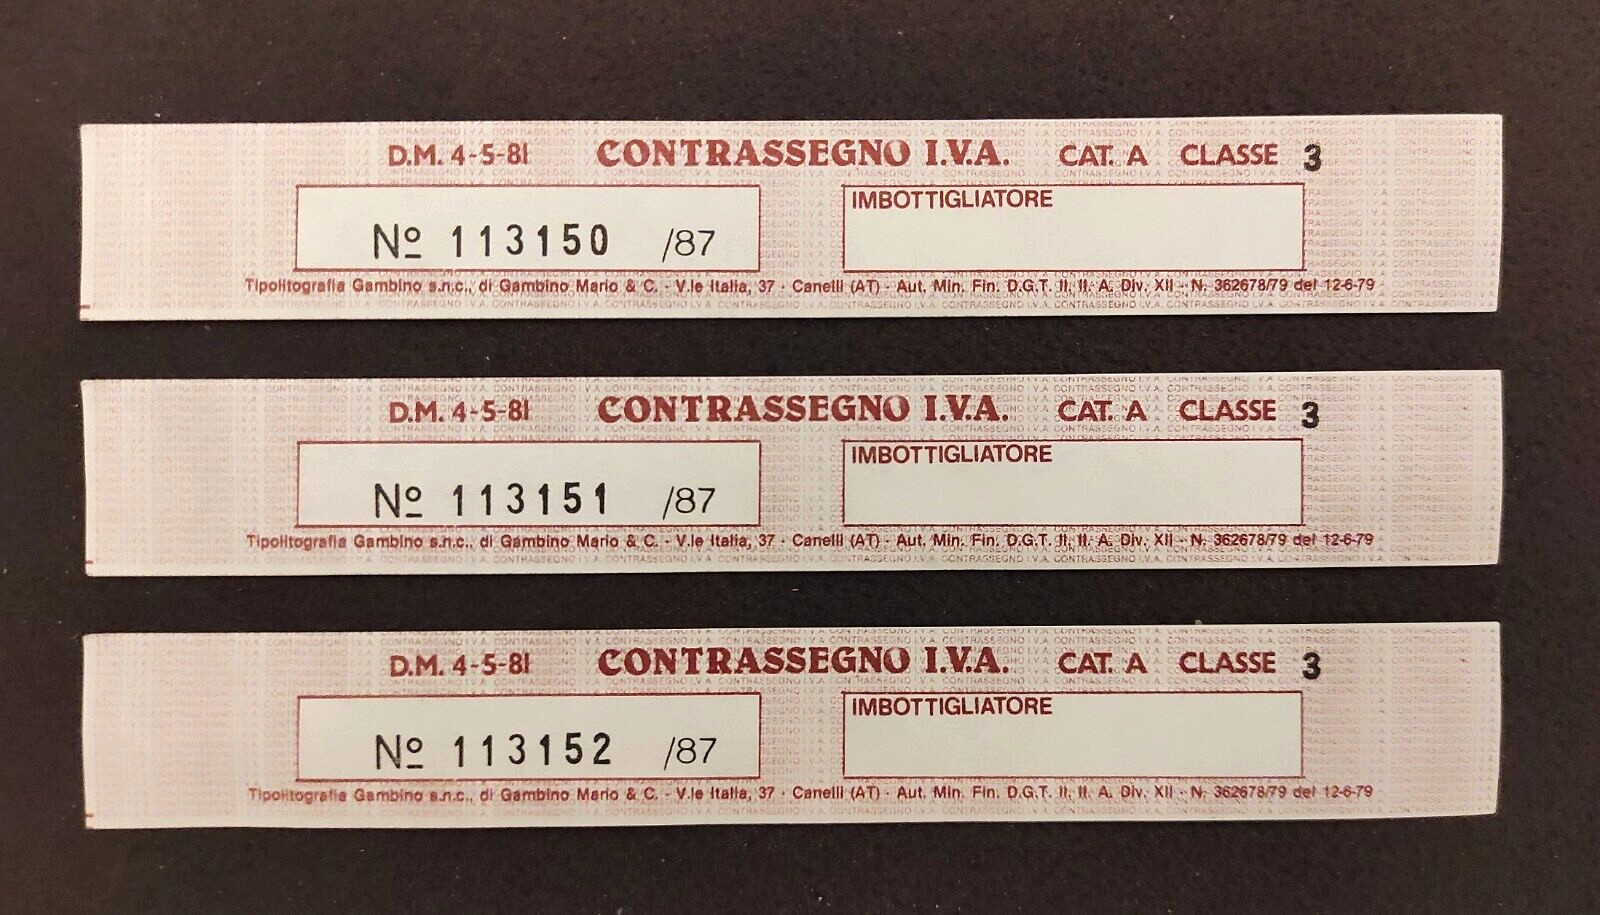 D.M. 4-5-81 CONTRASSEGNO I.V.A. CAT. A CLASSE 3
IMBOTTIGLIATORE
Nº 113150 /87
Tipolitografia Gambino s.n.c., di Gambino Mario & C. - V.le Italia, 37 - Canelli (AT) - Aut. Min. Fin. D.G.T. II. II. A. Div. XII - N. 362678/79 del 12-6-79
D.M. 4-5-81 CONTRASSEGNO I.V.A. CAT. A CLASSE 3
IMBOTTIGLIATORE
Nº 113151 /87
Tipolitografia Gambino s.n.c., di Gambino Mario & C. - V.le Italia, 37 - Canelli (AT) - Aut. Min. Fin. D.G.T. II. II. A. Div. XII - N. 362678/79 del 12-6-79
D.M. 4-5-81 CONTRASSEGNO I.V.A. CAT. A CLASSE 3
IMBOTTIGLIATORE
Nº 113152 /87
Tipolitografia Gambino s.n.c., di Gambino Mario & C. - V.le Italia, 37 - Canelli (AT) - Aut. Min. Fin. D.G.T. II. II. A. Div. XII - N. 362678/79 del 12-6-79